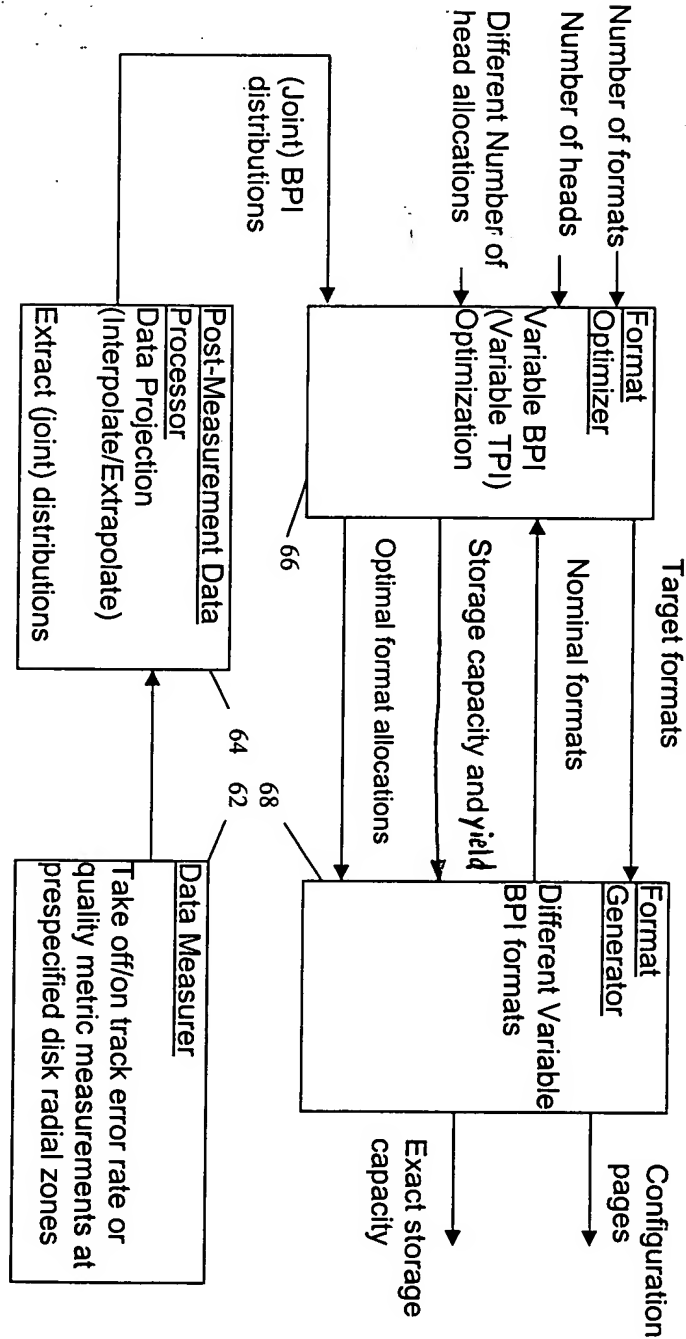 Number of formats
Number of heads
Different Number of
head allocations
(Joint) BPI
distributions
Format
Optimizer
Variable BPI
(Variable TPI)
Optimization
66
Target formats
Nominal formats
Storage capacity and yield
Optimal format allocations
Format
Generator
Different Variable
BPI formats
68
Configuration
pages
Exact storage
capacity
Post-Measurement Data
Processor
Data Projection
(Interpolate/Extrapolate)
Extract (joint) distributions
64
62
Data Measurer
Take off/on track error rate or
quality metric measurements at
prespecified disk radial zones